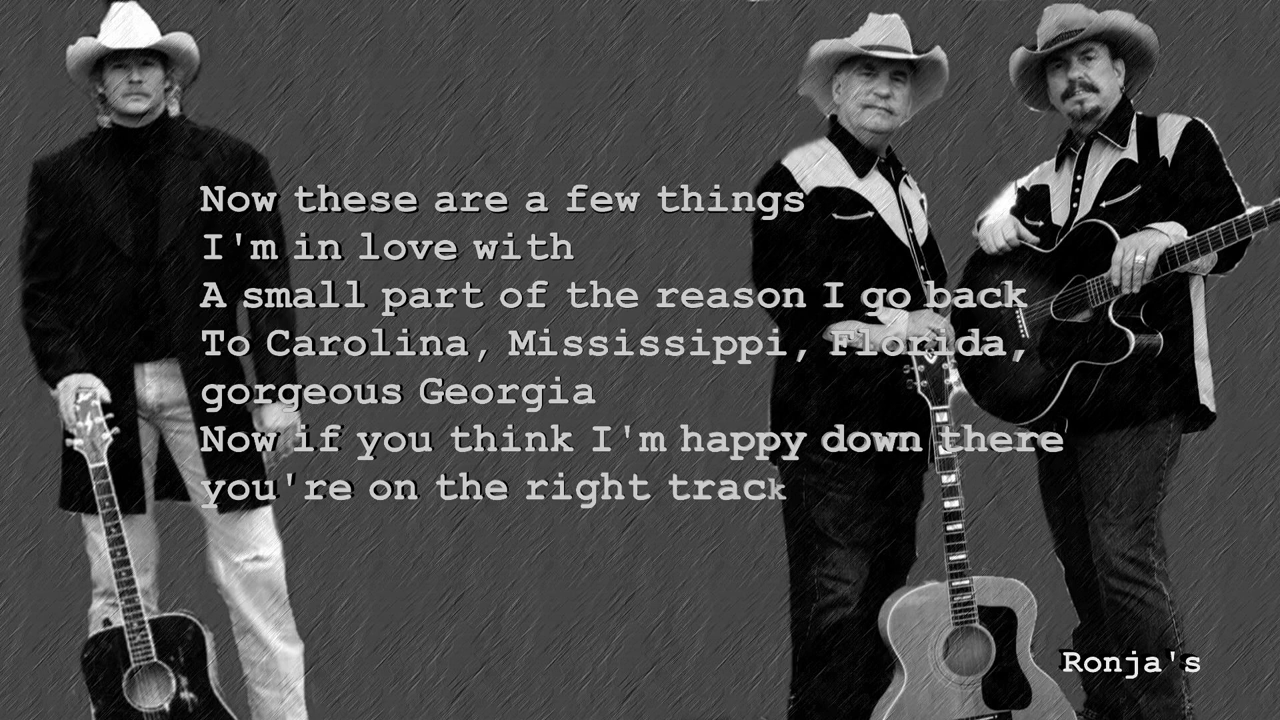 Now these are a few things
I'm in love with
A small part of the reason I go back
To Carolina, Mississippi, Florida,
gorgeous Georgia
Now if you think I'm happy down there
you're on the right track
Ronja's